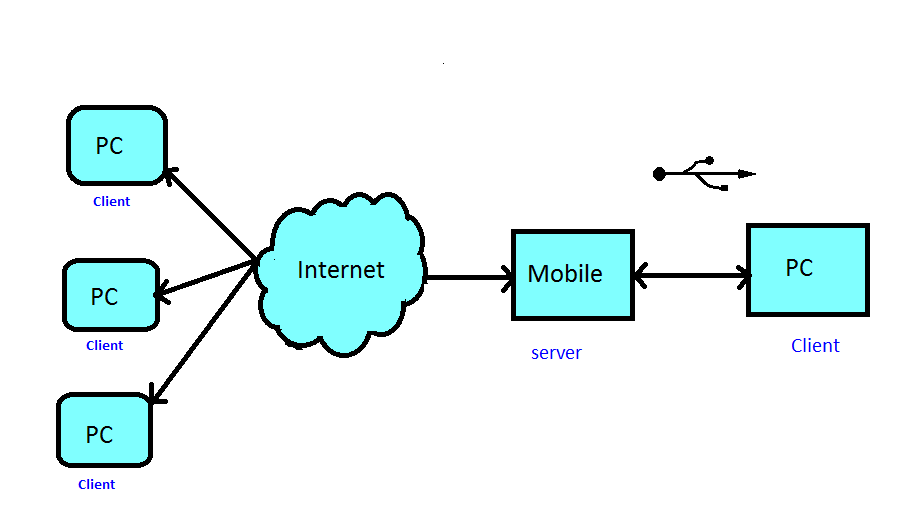 PC
Client
PC
Client
PC
Client
Internet
Mobile
server
PC
Client